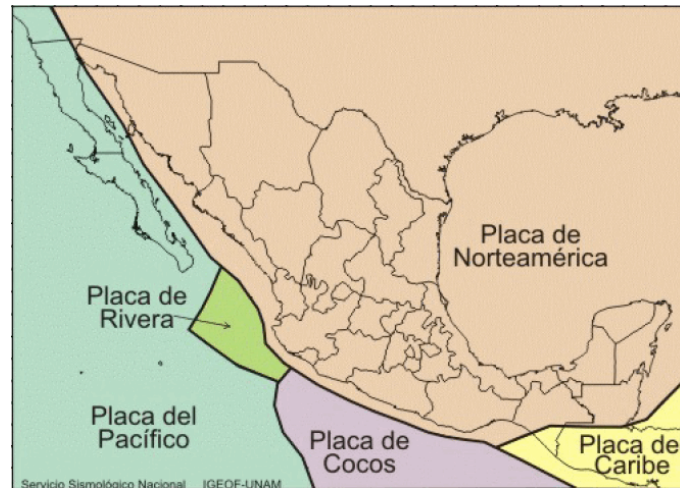 Placa de
Norteamérica
Placa de
Rivera
Placa del
Pacífico
Placa de
Cocos
Placa de
Caribe
Servicio Sismológico Nacional IGEOF-UNAM